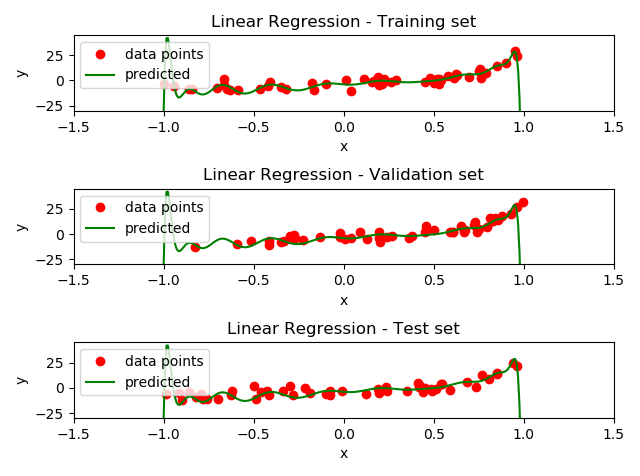 Linear Regression - Training set
25
0
−25
y
data points
predicted
−1.5 −1.0 −0.5 0.0 0.5 1.0 1.5
x
Linear Regression - Validation set
25
0
−25
y
data points
predicted
−1.5 −1.0 −0.5 0.0 0.5 1.0 1.5
x
Linear Regression - Test set
25
0
−25
y
data points
predicted
−1.5 −1.0 −0.5 0.0 0.5 1.0 1.5
x